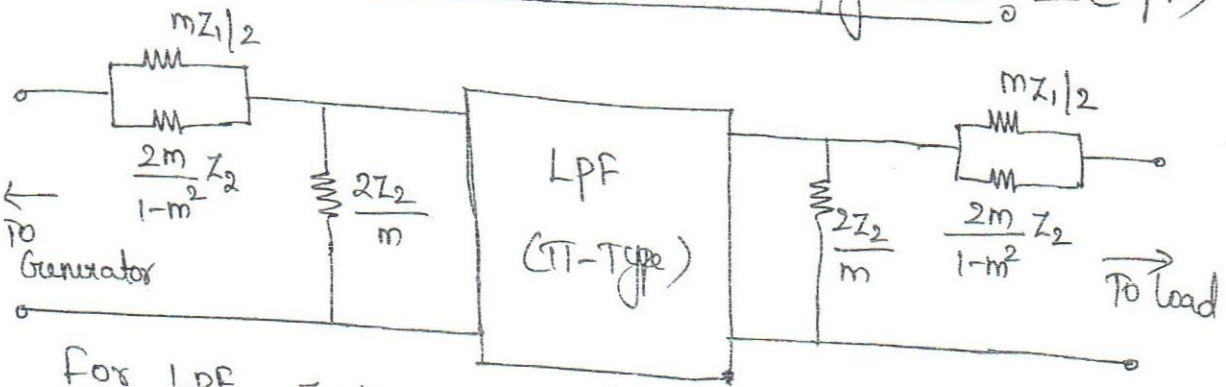 mZ₁/2
2m/(1-m²) Z₂
2Z₂/m
To
Generator
LPF
(π-Type)
2Z₂/m
mZ₁/2
2m/(1-m²) Z₂
To Load
For LPF